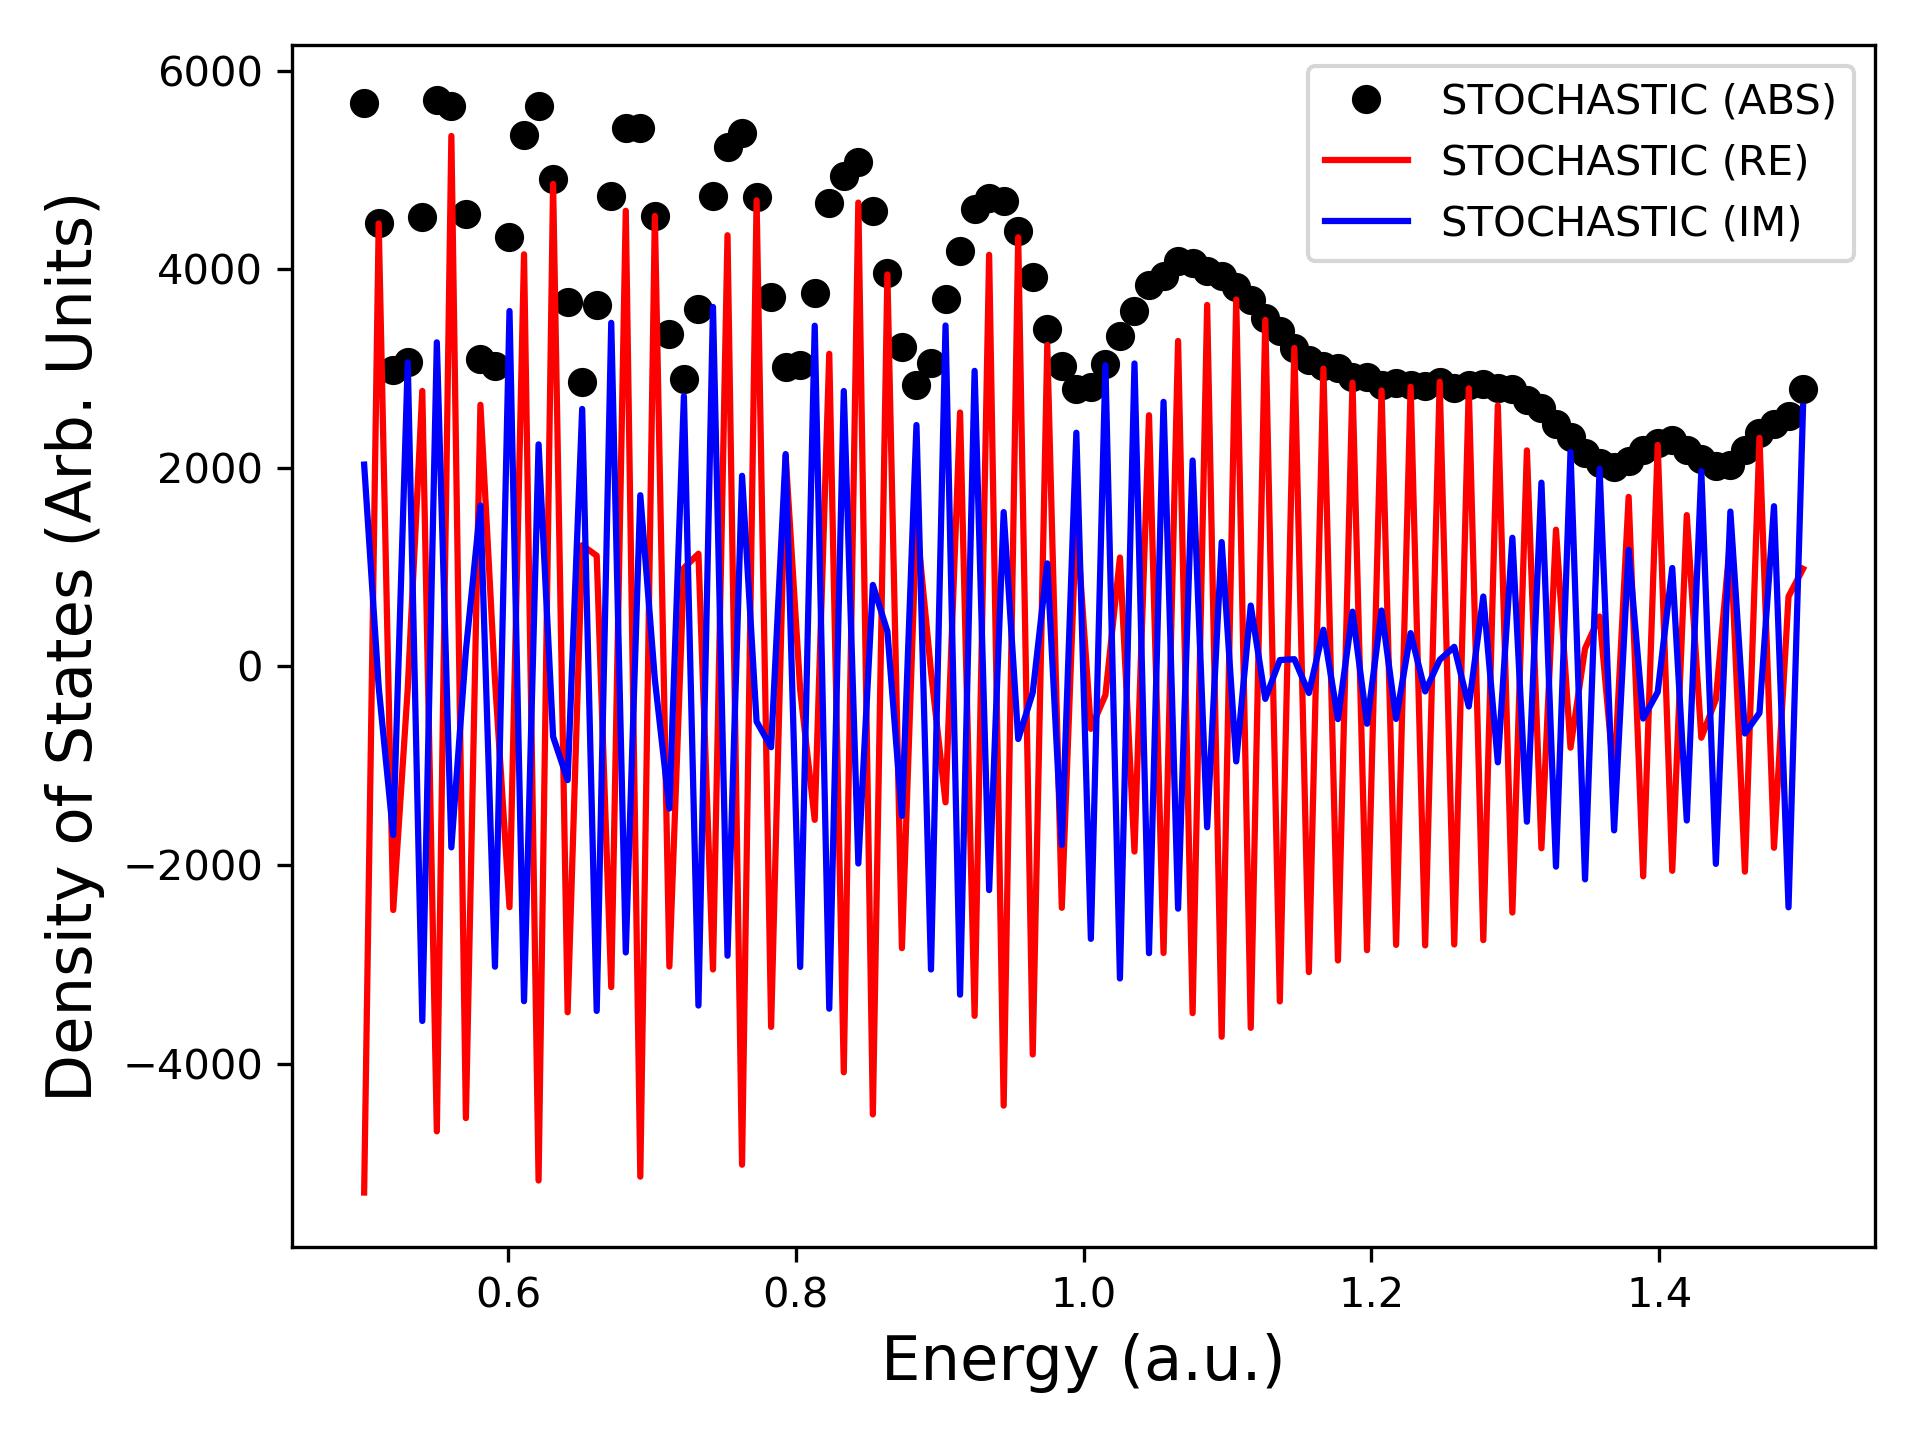 6000
4000
2000
0
−2000
−4000
Density of States (Arb. Units)
STOCHASTIC (ABS)
STOCHASTIC (RE)
STOCHASTIC (IM)
0.6 0.8 1.0 1.2 1.4
Energy (a.u.)